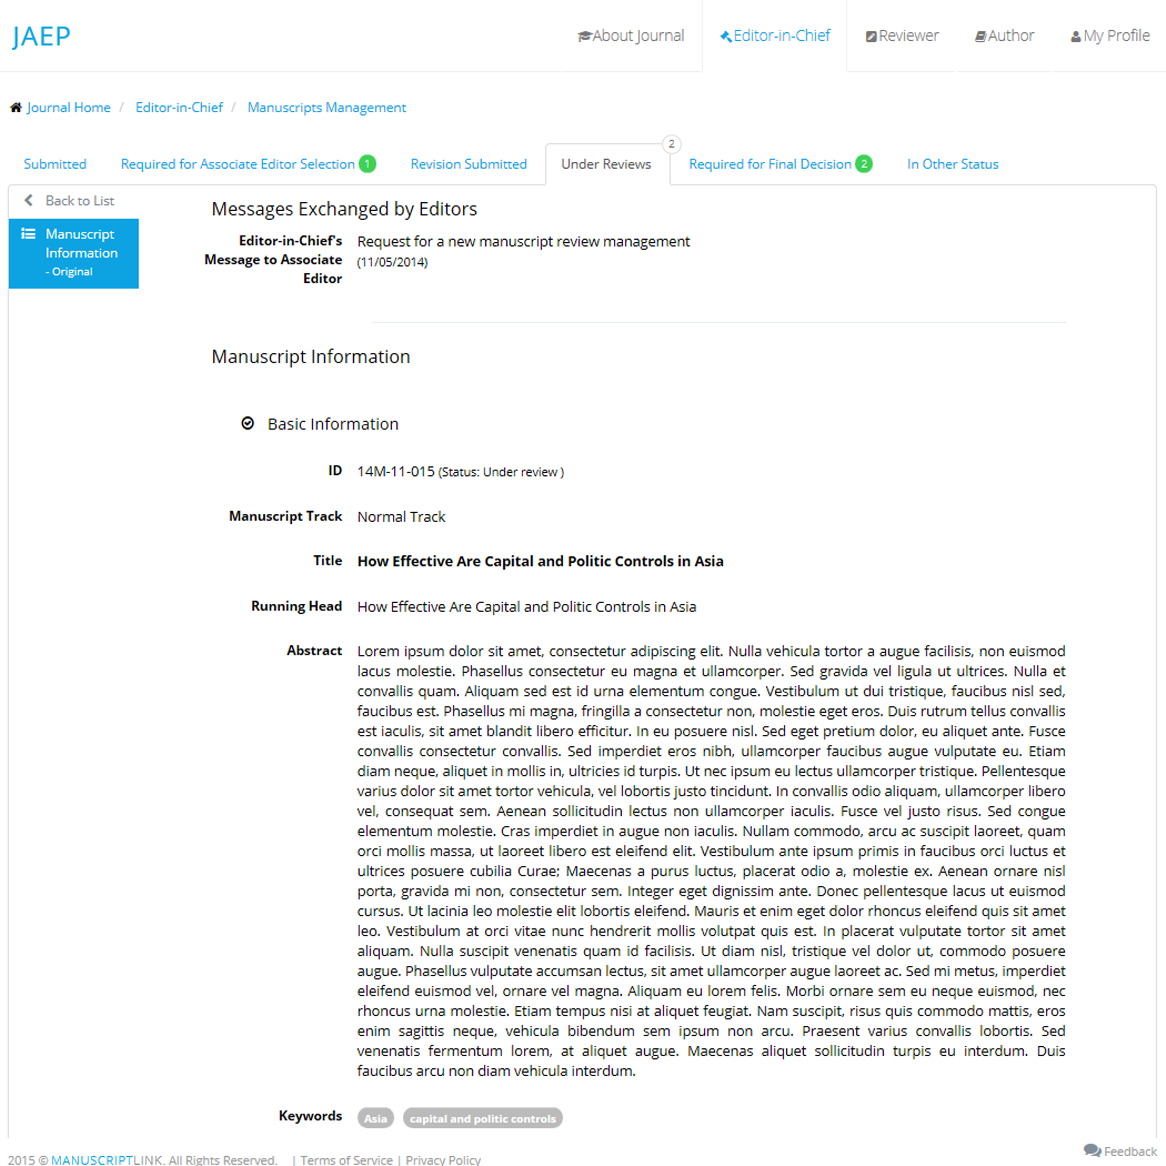 JAEP
About Journal
Editor-in-Chief
Reviewer
Author
My Profile
Journal Home / Editor-in-Chief / Manuscripts Management
Submitted
Required for Associate Editor Selection 1
Revision Submitted
Under Reviews 2
Required for Final Decision 2
In Other Status
Back to List
Manuscript
Information
- Original
Messages Exchanged by Editors
Editor-in-Chief's
Message to Associate
Editor
Request for a new manuscript review management
(11/05/2014)
Manuscript Information
Basic Information
ID 14M-11-015 (Status: Under review )
Manuscript Track Normal Track
Title How Effective Are Capital and Politic Controls in Asia
Running Head How Effective Are Capital and Politic Controls in Asia
Abstract Lorem ipsum dolor sit amet, consectetur adipiscing elit. Nulla vehicula tortor a augue facilisis, non euismod
lacus molestie. Phasellus consectetur eu magna et ullamcorper. Sed gravida vel ligula ut ultrices. Nulla et
convallis quam. Aliquam sed est id urna elementum congue. Vestibulum ut dui tristique, faucibus nisl sed,
faucibus est. Phasellus mi magna, fringilla a consectetur non, molestie eget eros. Duis rutrum tellus convallis
est iaculis, sit amet blandit libero efficitur. In eu posuere nisl. Sed eget pretium dolor, eu aliquet ante. Fusce
convallis consectetur convallis. Sed imperdiet eros nibh, ullamcorper faucibus augue vulputate eu. Etiam
diam neque, aliquet in mollis in, ultricies id turpis. Ut nec ipsum eu lectus ullamcorper tristique. Pellentesque
varius dolor sit amet tortor vehicula, vel lobortis justo tincidunt. In convallis odio aliquam, ullamcorper libero
vel, consequat sem. Aenean sollicitudin lectus non ullamcorper iaculis. Fusce vel justo risus. Sed congue
elementum molestie. Cras imperdiet in augue non iaculis. Nullam commodo, arcu ac suscipit laoreet, quam
orci mollis massa, ut laoreet libero est eleifend elit. Vestibulum ante ipsum primis in faucibus orci luctus et
ultrices posuere cubilia Curae; Maecenas a purus luctus, placerat odio a, molestie ex. Aenean ornare nisl
porta, gravida mi non, consectetur sem. Integer eget dignissim ante. Donec pellentesque lacus ut euismod
cursus. Ut lacinia leo molestie elit lobortis eleifend. Mauris et enim eget dolor rhoncus eleifend quis sit amet
leo. Vestibulum at orci vitae nunc hendrerit mollis volutpat quis est. In placerat vulputate tortor sit amet
aliquam. Nulla suscipit venenatis quam id facilisis. Ut diam nisl, tristique vel dolor ut, commodo posuere
augue. Phasellus vulputate accumsan lectus, sit amet ullamcorper augue laoreet ac. Sed mi metus, imperdiet
eleifend euismod vel, ornare vel magna. Aliquam eu lorem felis. Morbi ornare sem eu neque euismod, nec
rhoncus urna molestie. Etiam tempus nisi at aliquet feugiat. Nam suscipit, risus quis commodo mattis, eros
enim sagittis neque, vehicula bibendum sem ipsum non arcu. Praesent varius convallis lobortis. Sed
venenatis fermentum lorem, at aliquet augue. Maecenas aliquet sollicitudin turpis eu interdum. Duis
faucibus arcu non diam vehicula interdum.
Keywords Asia capital and politic controls
2015 © MANUSCRIPTLINK. All Rights Reserved. | Terms of Service | Privacy Policy
Feedback